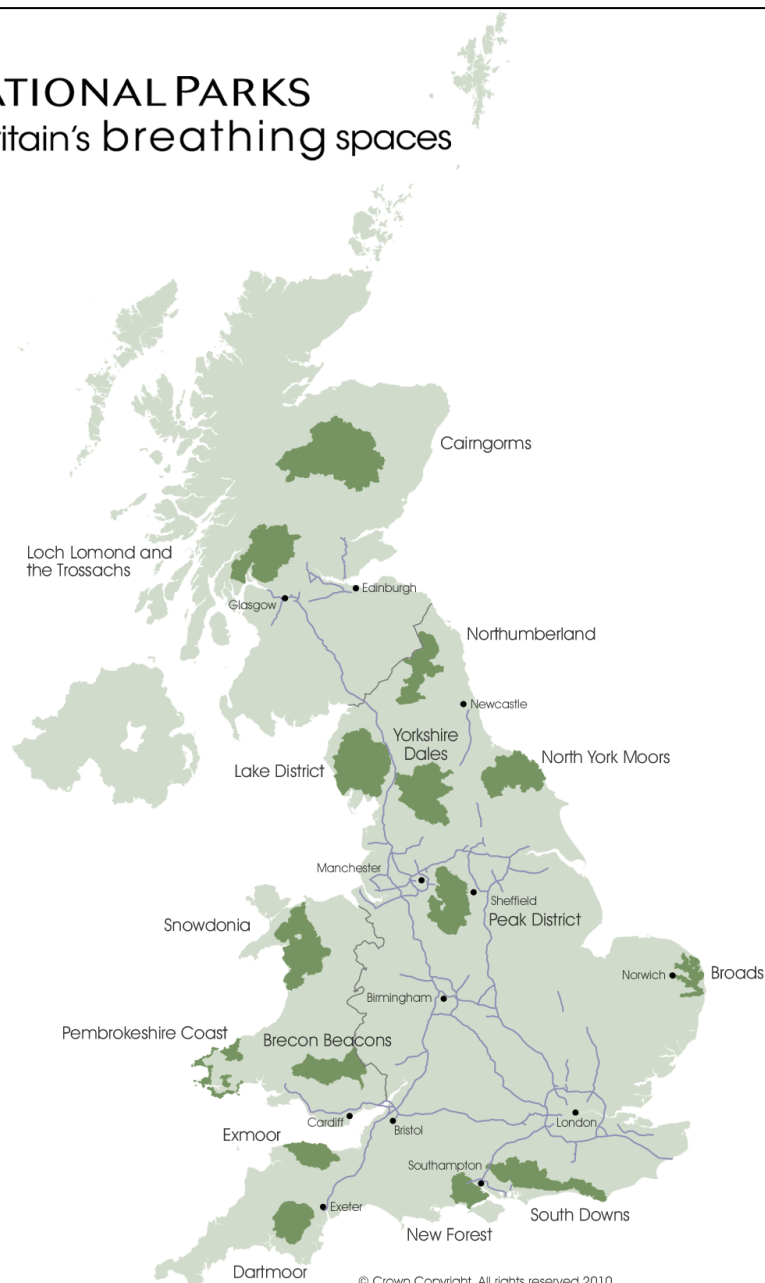 ATIONAL PARKS
itain's breathing spaces
Cairngorms
Loch Lomond and
the Trossachs
Edinburgh
Glasgow
Northumberland
Newcastle
Yorkshire
Dales
North York Moors
Lake District
Manchester
Sheffield
Peak District
Snowdonia
Norwich
Broads
Birmingham
Pembrokeshire Coast
Brecon Beacons
Cardiff
Bristol
London
Exmoor
Southampton
Exeter
South Downs
New Forest
Dartmoor
© Crown Copyright. All rights reserved 2010